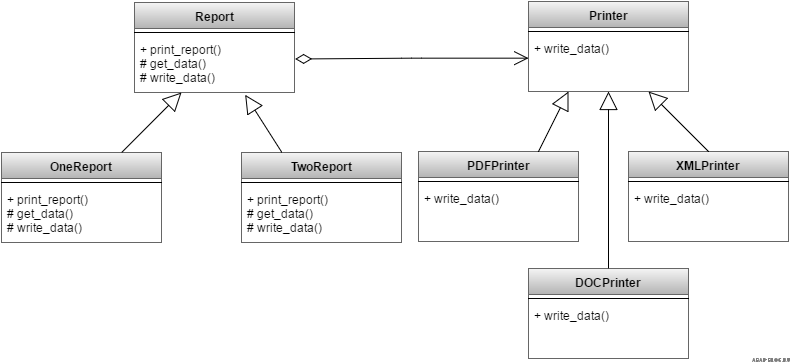 Report
+ print_report()
# get_data()
# write_data()
Printer
+ write_data()
OneReport
+ print_report()
# get_data()
# write_data()
TwoReport
+ print_report()
# get_data()
# write_data()
PDFPrinter
+ write_data()
XMLPrinter
+ write_data()
DOCPrinter
+ write_data()